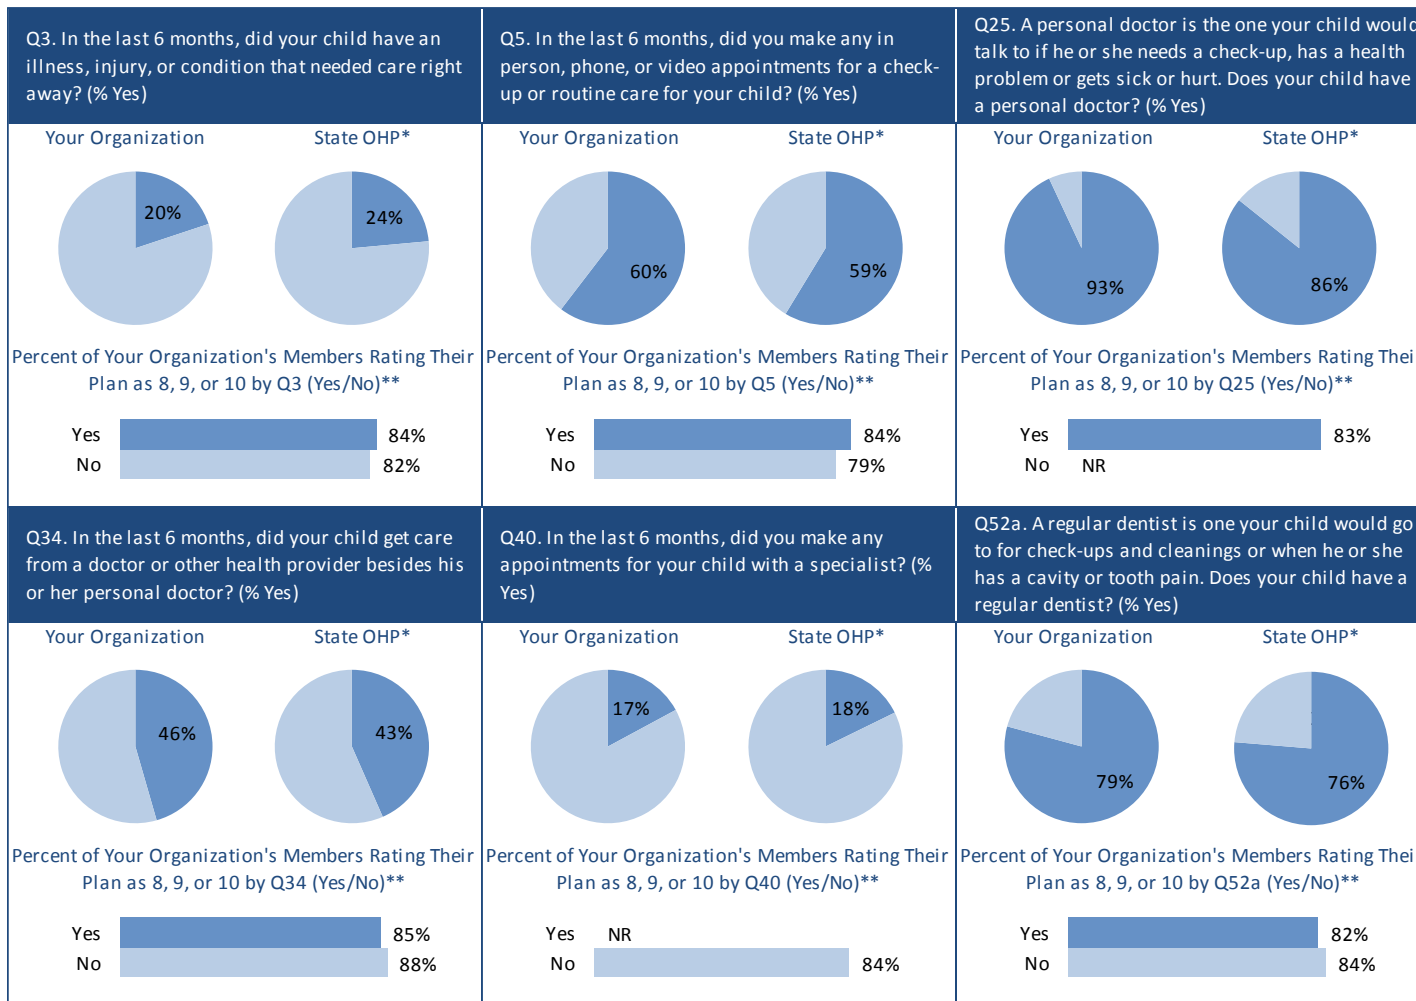 Q3. In the last 6 months, did your child have an
illness, injury, or condition that needed care right
away? (% Yes)
Your Organization
State OHP*
20%
24%
Percent of Your Organization's Members Rating Their
Plan as 8, 9, or 10 by Q3 (Yes/No)**
Yes
84%
No
82%
Q5. In the last 6 months, did you make any in
person, phone, or video appointments for a check-
up or routine care for your child? (% Yes)
Your Organization
State OHP*
60%
59%
Percent of Your Organization's Members Rating Their
Plan as 8, 9, or 10 by Q5 (Yes/No)**
Yes
84%
No
79%
Q25. A personal doctor is the one your child would
talk to if he or she needs a check-up, has a health
problem or gets sick or hurt. Does your child have
a personal doctor? (% Yes)
Your Organization
State OHP*
93%
86%
Percent of Your Organization's Members Rating Thei
Plan as 8, 9, or 10 by Q25 (Yes/No)**
Yes
83%
No
NR
Q34. In the last 6 months, did your child get care
from a doctor or other health provider besides his
or her personal doctor? (% Yes)
Your Organization
State OHP*
46%
43%
Percent of Your Organization's Members Rating Their
Plan as 8, 9, or 10 by Q34 (Yes/No)**
Yes
85%
No
88%
Q40. In the last 6 months, did you make any
appointments for your child with a specialist? (%
Yes)
Your Organization
State OHP*
17%
18%
Percent of Your Organization's Members Rating Their
Plan as 8, 9, or 10 by Q40 (Yes/No)**
Yes
NR
No
84%
Q52a. A regular dentist is one your child would go
to for check-ups and cleanings or when he or she
has a cavity or tooth pain. Does your child have a
regular dentist? (% Yes)
Your Organization
State OHP*
79%
76%
Percent of Your Organization's Members Rating Thei
Plan as 8, 9, or 10 by Q52a (Yes/No)**
Yes
82%
No
84%